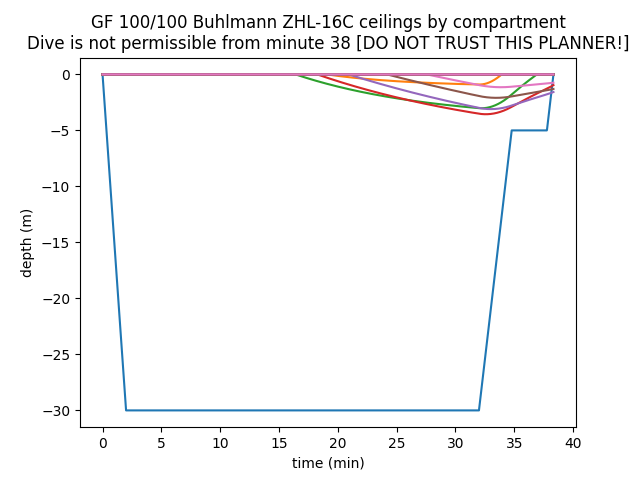 GF 100/100 Buhlmann ZHL-16C ceilings by compartment
Dive is not permissible from minute 38 [DO NOT TRUST THIS PLANNER!]
0
−5
−10
−15
−20
−25
−30
depth (m)
0 5 10 15 20 25 30 35 40
time (min)